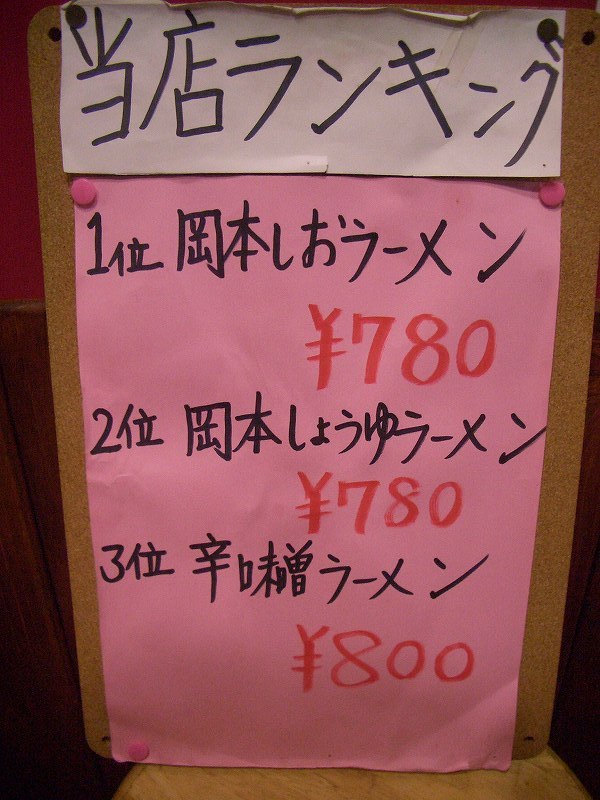 当店ランキング
1位 岡本しおラーメン
¥780
2位 岡本しょうゆラーメン
¥780
3位 辛味噌ラーメン
¥800